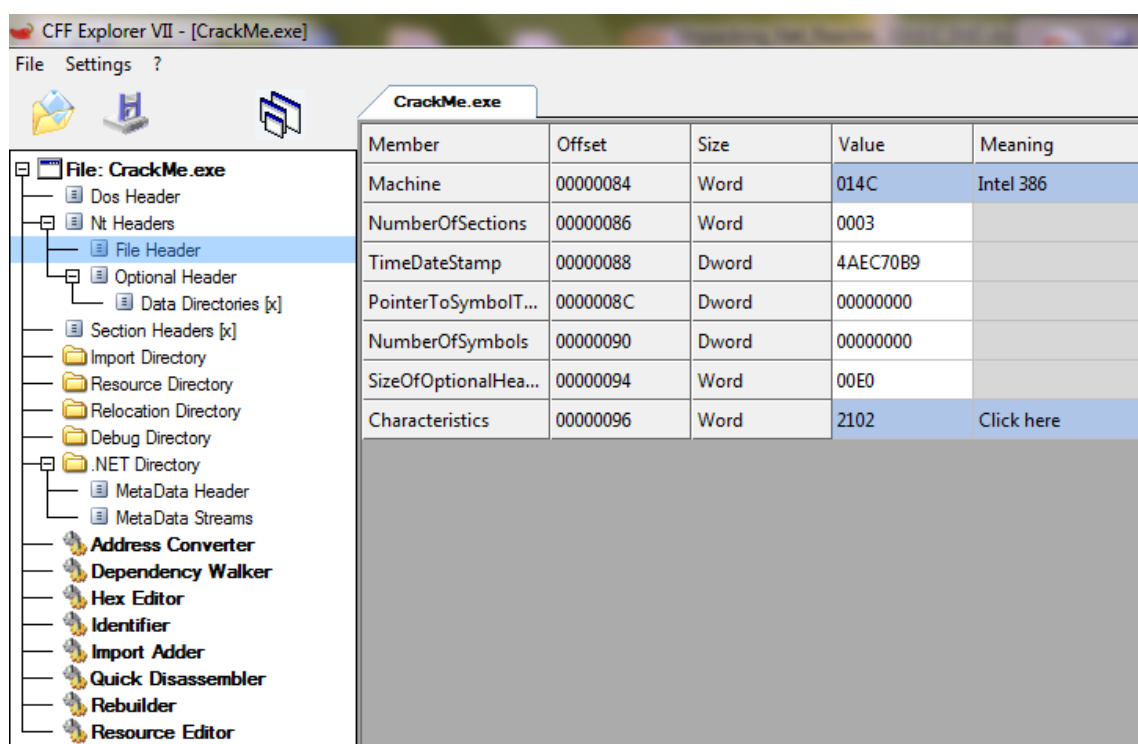 CFF Explorer VII - [CrackMe.exe]
File Settings ?
CrackMe.exe
File: CrackMe.exe
Dos Header
Nt Headers
File Header
Optional Header
Data Directories [x]
Section Headers [x]
Import Directory
Resource Directory
Relocation Directory
Debug Directory
.NET Directory
MetaData Header
MetaData Streams
Address Converter
Dependency Walker
Hex Editor
Identifier
Import Adder
Quick Disassembler
Rebuilder
Resource Editor
Member Offset Size Value Meaning
Machine 00000084 Word 014C Intel 386
NumberOfSections 00000086 Word 0003
TimeDateStamp 00000088 Dword 4AEC70B9
PointerToSymbolT... 0000008C Dword 00000000
NumberOfSymbols 00000090 Dword 00000000
SizeOfOptionalHea... 00000094 Word 00E0
Characteristics 00000096 Word 2102 Click here